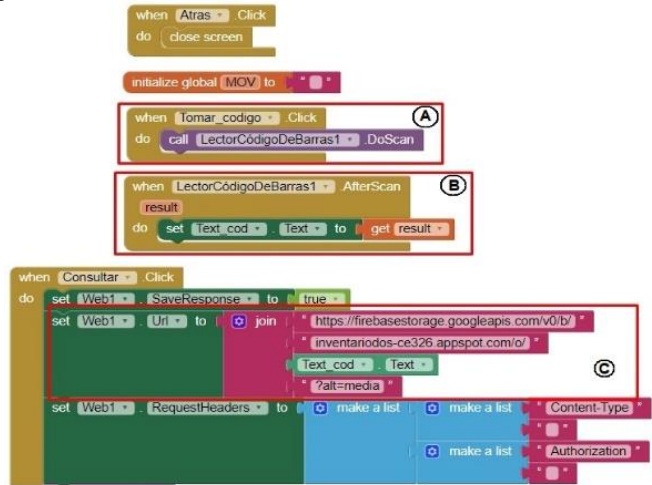 when Atras .Click
do close screen
initialize global MOV to " "
when Tomar_codigo .Click A
do call LectorCódigoDeBarras1 .DoScan
when LectorCódigoDeBarras1 .AfterScan B
result
do set Text_cod . Text to get result
when Consultar .Click
do set Web1 . SaveResponse to true
set Web1 . Url to join " https://firebasestorage.googleapis.com/v0/b/ "
" inventariodos-ce326.appspot.com/o/ "
Text_cod . Text C
" ?alt=media "
set Web1 . RequestHeaders to make a list make a list " Content-Type "
" "
make a list " Authorization "
" "